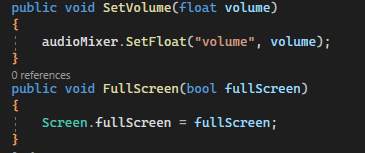 public void SetVolume(float volume)
{
audioMixer.SetFloat("volume", volume);
}
0 references
public void FullScreen(bool fullScreen)
{
Screen.fullScreen = fullScreen;
}